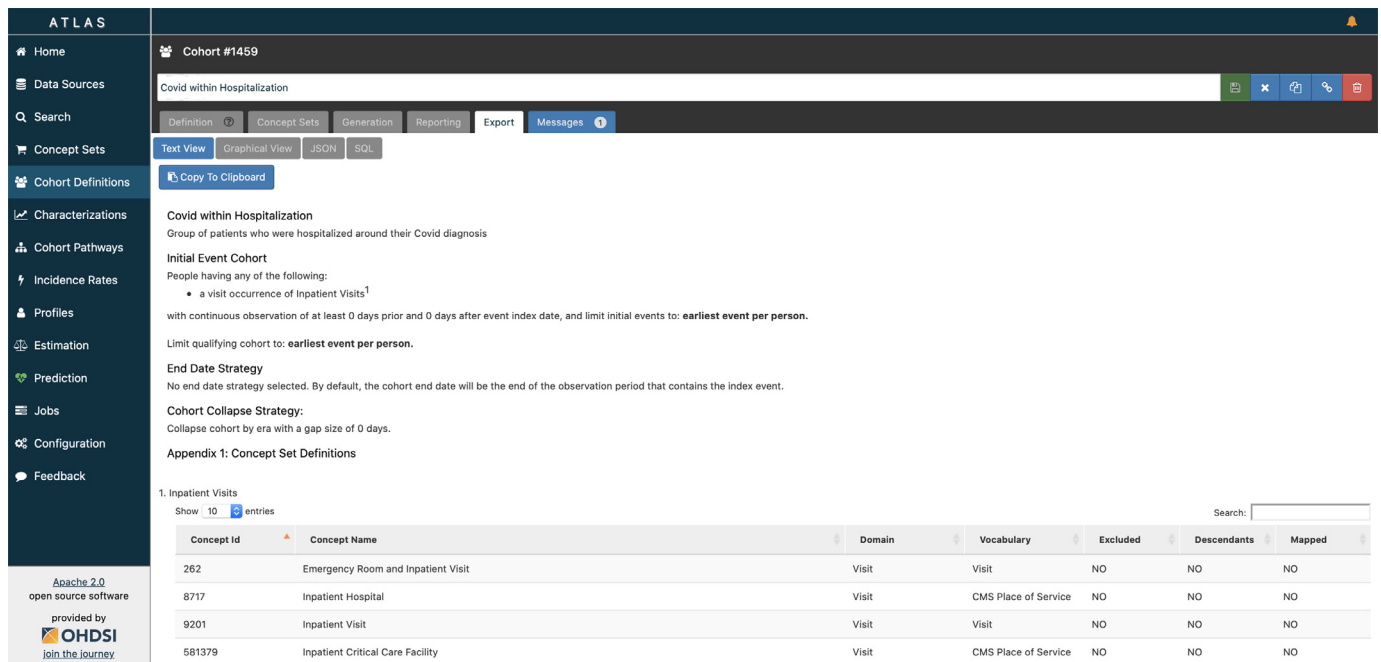 ATLAS
Home
Data Sources
Search
Concept Sets
Cohort Definitions
Characterizations
Cohort Pathways
Incidence Rates
Profiles
Estimation
Prediction
Jobs
Configuration
Feedback
Apache 2.0
open source software
provided by
OHDSI
join the journey
Cohort #1459
Covid within Hospitalization
Definition ? Concept Sets Generation Reporting Export Messages 1
Text View Graphical View JSON SQL
Copy To Clipboard
Covid within Hospitalization
Group of patients who were hospitalized around their Covid diagnosis
Initial Event Cohort
People having any of the following:
• a visit occurrence of Inpatient Visits1
with continuous observation of at least 0 days prior and 0 days after event index date, and limit initial events to: earliest event per person.
Limit qualifying cohort to: earliest event per person.
End Date Strategy
No end date strategy selected. By default, the cohort end date will be the end of the observation period that contains the index event.
Cohort Collapse Strategy:
Collapse cohort by era with a gap size of 0 days.
Appendix 1: Concept Set Definitions
1. Inpatient Visits
Show 10 entries Search:
Concept Id Concept Name Domain Vocabulary Excluded Descendants Mapped
262 Emergency Room and Inpatient Visit Visit Visit NO NO NO
8717 Inpatient Hospital Visit CMS Place of Service NO NO NO
9201 Inpatient Visit Visit Visit NO NO NO
581379 Inpatient Critical Care Facility Visit CMS Place of Service NO NO NO